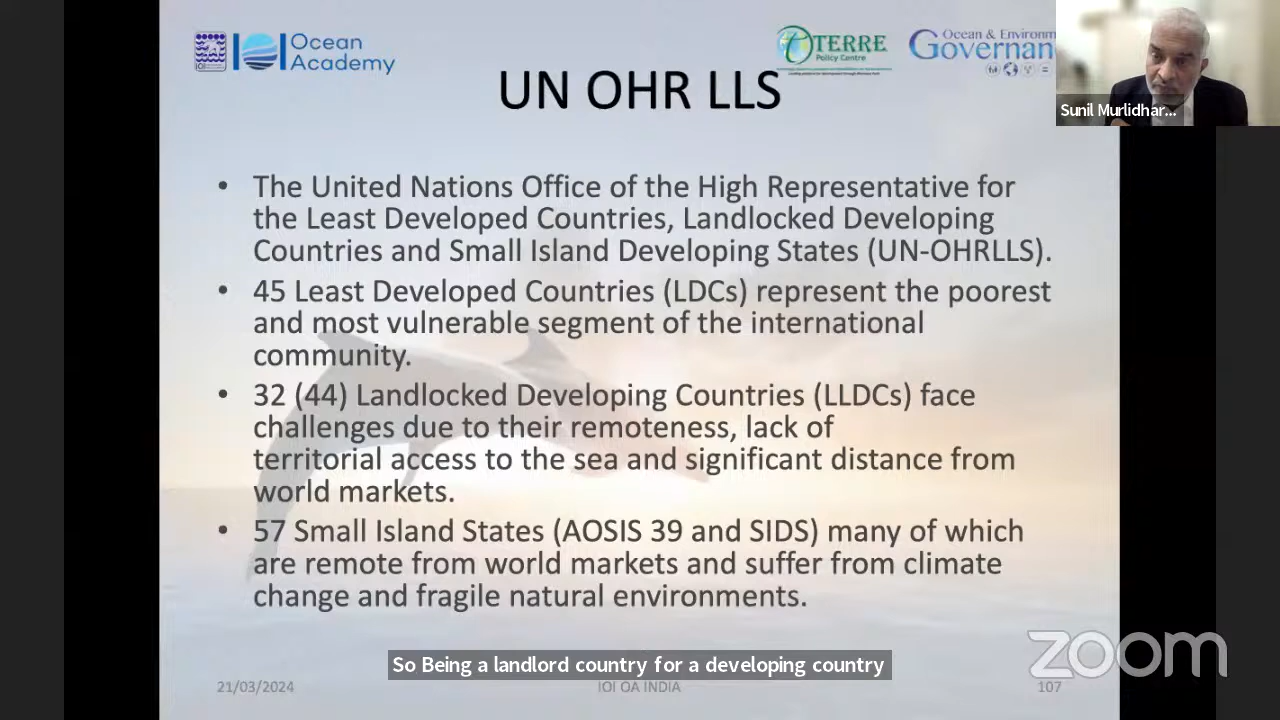 IOI Ocean
Academy
TERRE
Policy Centre
Ocean & Environm
Governan
Sunil Murlidhar...
UN OHR LLS
• The United Nations Office of the High Representative for
the Least Developed Countries, Landlocked Developing
Countries and Small Island Developing States (UN-OHRLLS).
• 45 Least Developed Countries (LDCs) represent the poorest
and most vulnerable segment of the international
community.
• 32 (44) Landlocked Developing Countries (LLDCs) face
challenges due to their remoteness, lack of
territorial access to the sea and significant distance from
world markets.
• 57 Small Island States (AOSIS 39 and SIDS) many of which
are remote from world markets and suffer from climate
change and fragile natural environments.
zoom
So Being a landlord country for a developing country
21/03/2024
IOI OA INDIA
107